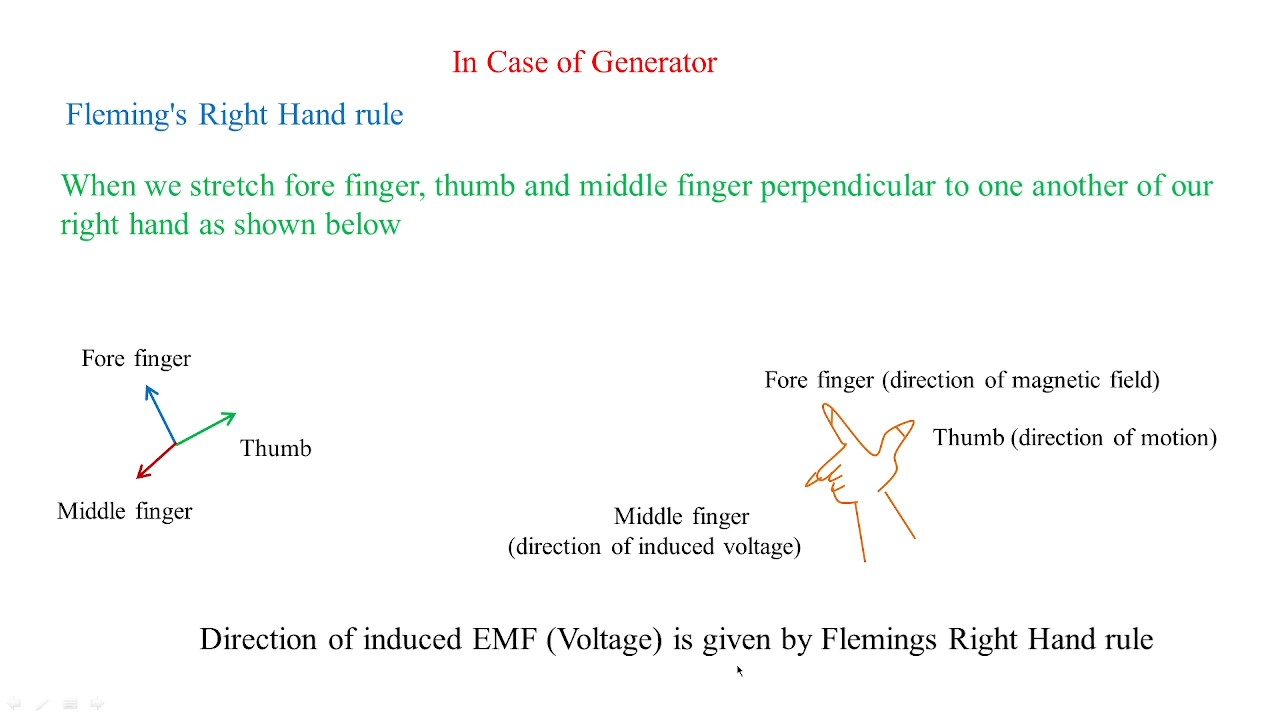 In Case of Generator
Fleming's Right Hand rule
When we stretch fore finger, thumb and middle finger perpendicular to one another of our
right hand as shown below
Fore finger
Thumb
Middle finger
Fore finger (direction of magnetic field)
Thumb (direction of motion)
Middle finger
(direction of induced voltage)
Direction of induced EMF (Voltage) is given by Flemings Right Hand rule